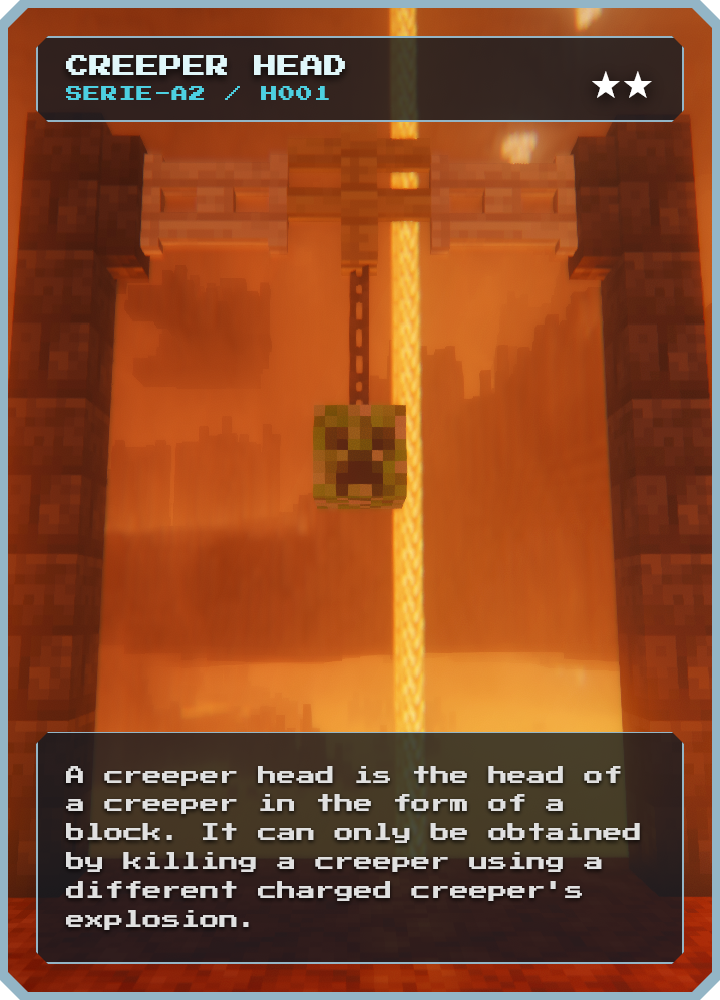 CREEPER HEAD
SERIE-A2 / H001
★★
A creeper head is the head of
a creeper in the form of a
block. It can only be obtained
by killing a creeper using a
different charged creeper's
explosion.